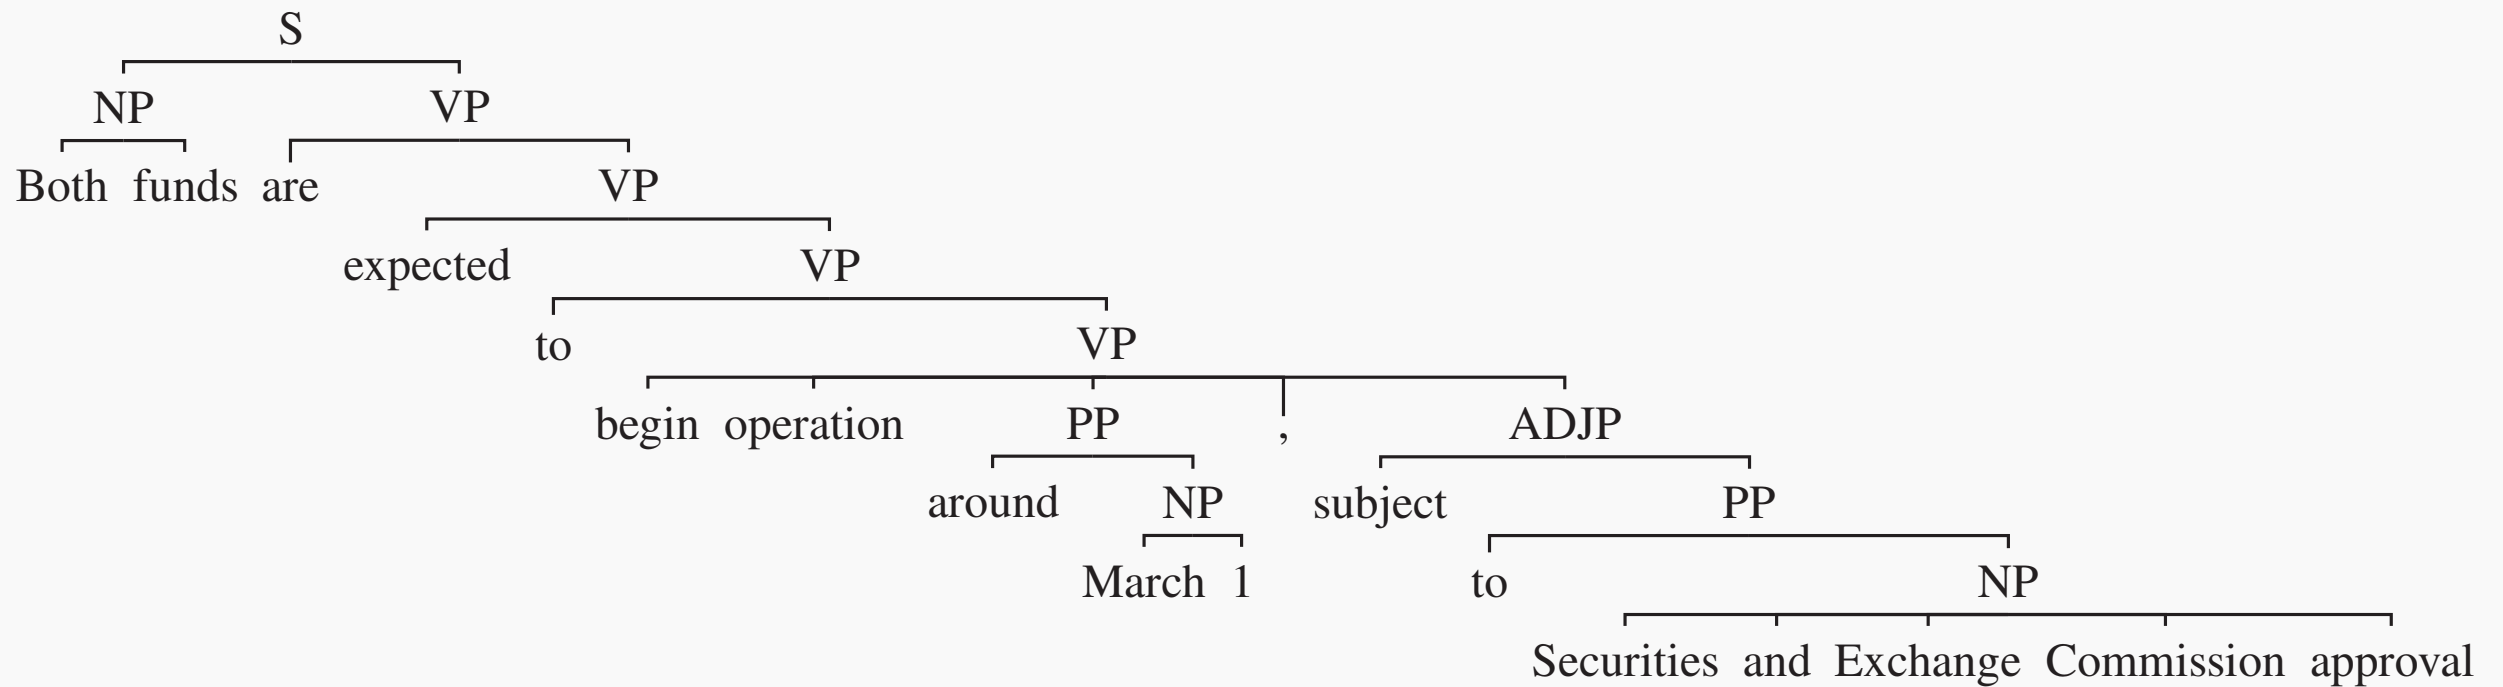 S
NP VP
Both funds are VP
expected VP
to VP
begin operation PP , ADJP
around NP subject PP
March 1 to NP
Securities and Exchange Commission approval